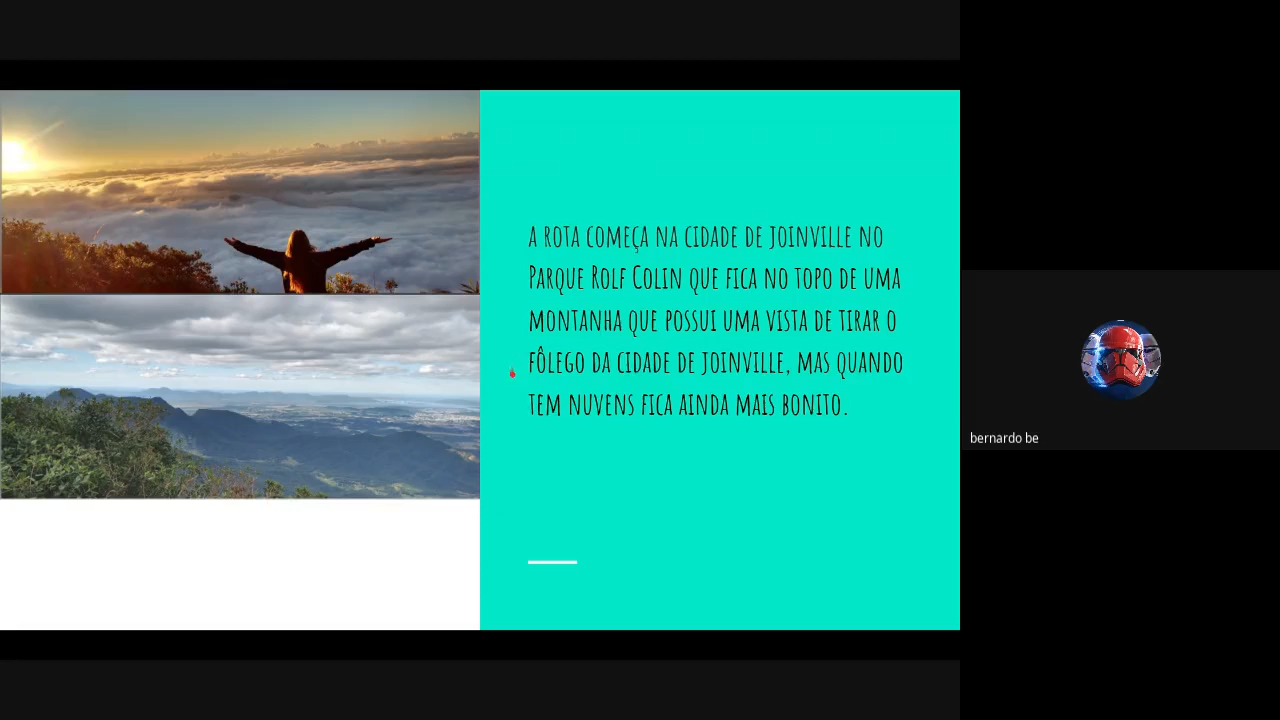 A ROTA COMEÇA NA CIDADE DE JOINVILLE NO
PARQUE ROLF COLIN QUE FICA NO TOPO DE UMA
MONTANHA QUE POSSUI UMA VISTA DE TIRAR O
FÔLEGO DA CIDADE DE JOINVILLE, MAS QUANDO
TEM NUVENS FICA AINDA MAIS BONITO.
bernardo be